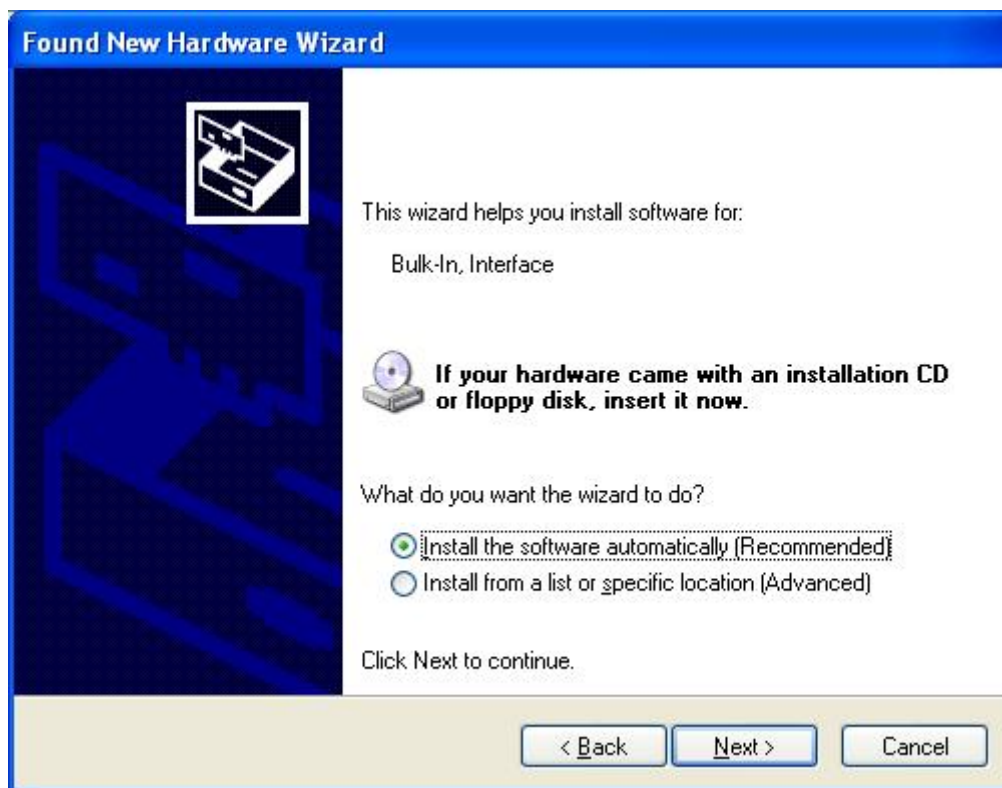 Found New Hardware Wizard
This wizard helps you install software for:
Bulk-In, Interface
If your hardware came with an installation CD
or floppy disk, insert it now.
What do you want the wizard to do?
Install the software automatically (Recommended)
Install from a list or specific location (Advanced)
Click Next to continue.
< Back
Next >
Cancel